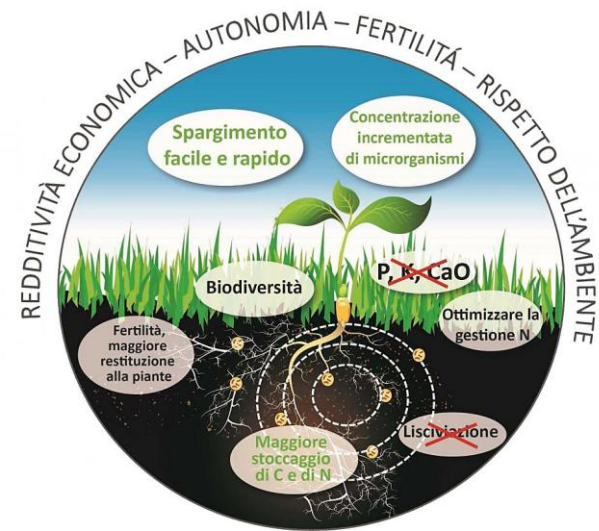 REDDITIVITÀ ECONOMICA – AUTONOMIA – FERTILITÁ – RISPETTO DELL'AMBIENTE
Spargimento
facile e rapido
Concentrazione
incrementata
di microrganismi
Biodiversità
P, K, CaO
Ottimizzare la
gestione N
Fertilità,
maggiore
restituzione
alla piante
Lisciviazione
Maggiore
stoccaggio
di C e di N